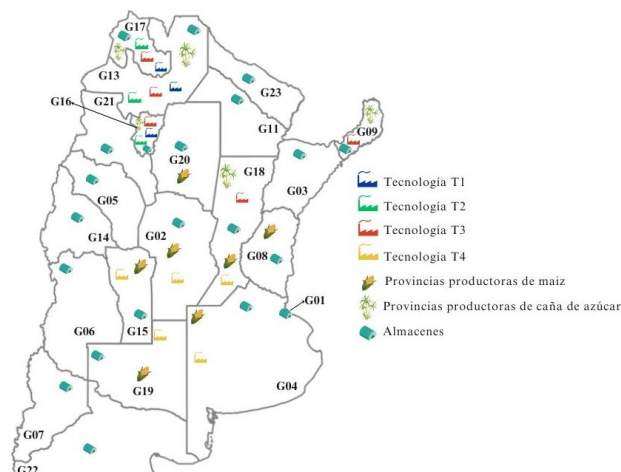 G17
G13
G16
G21
G23
G11
G09
G20
G18
G03
G05
G14
G02
G08
G01
G06
G15
G19
G04
G07
G22
Tecnología T1
Tecnología T2
Tecnología T3
Tecnología T4
Provincias productoras de maiz
Provincias productoras de caña de azúcar
Almacenes